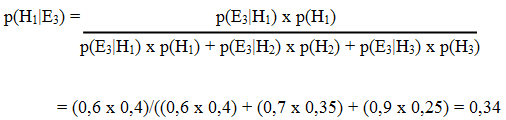 p(H₁|E₃) = p(E₃|H₁) x p(H₁)
p(E₃|H₁) x p(H₁) + p(E₃|H₂) x p(H₂) + p(E₃|H₃) x p(H₃)
= (0,6 x 0,4)/((0,6 x 0,4) + (0,7 x 0,35) + (0,9 x 0,25) = 0,34